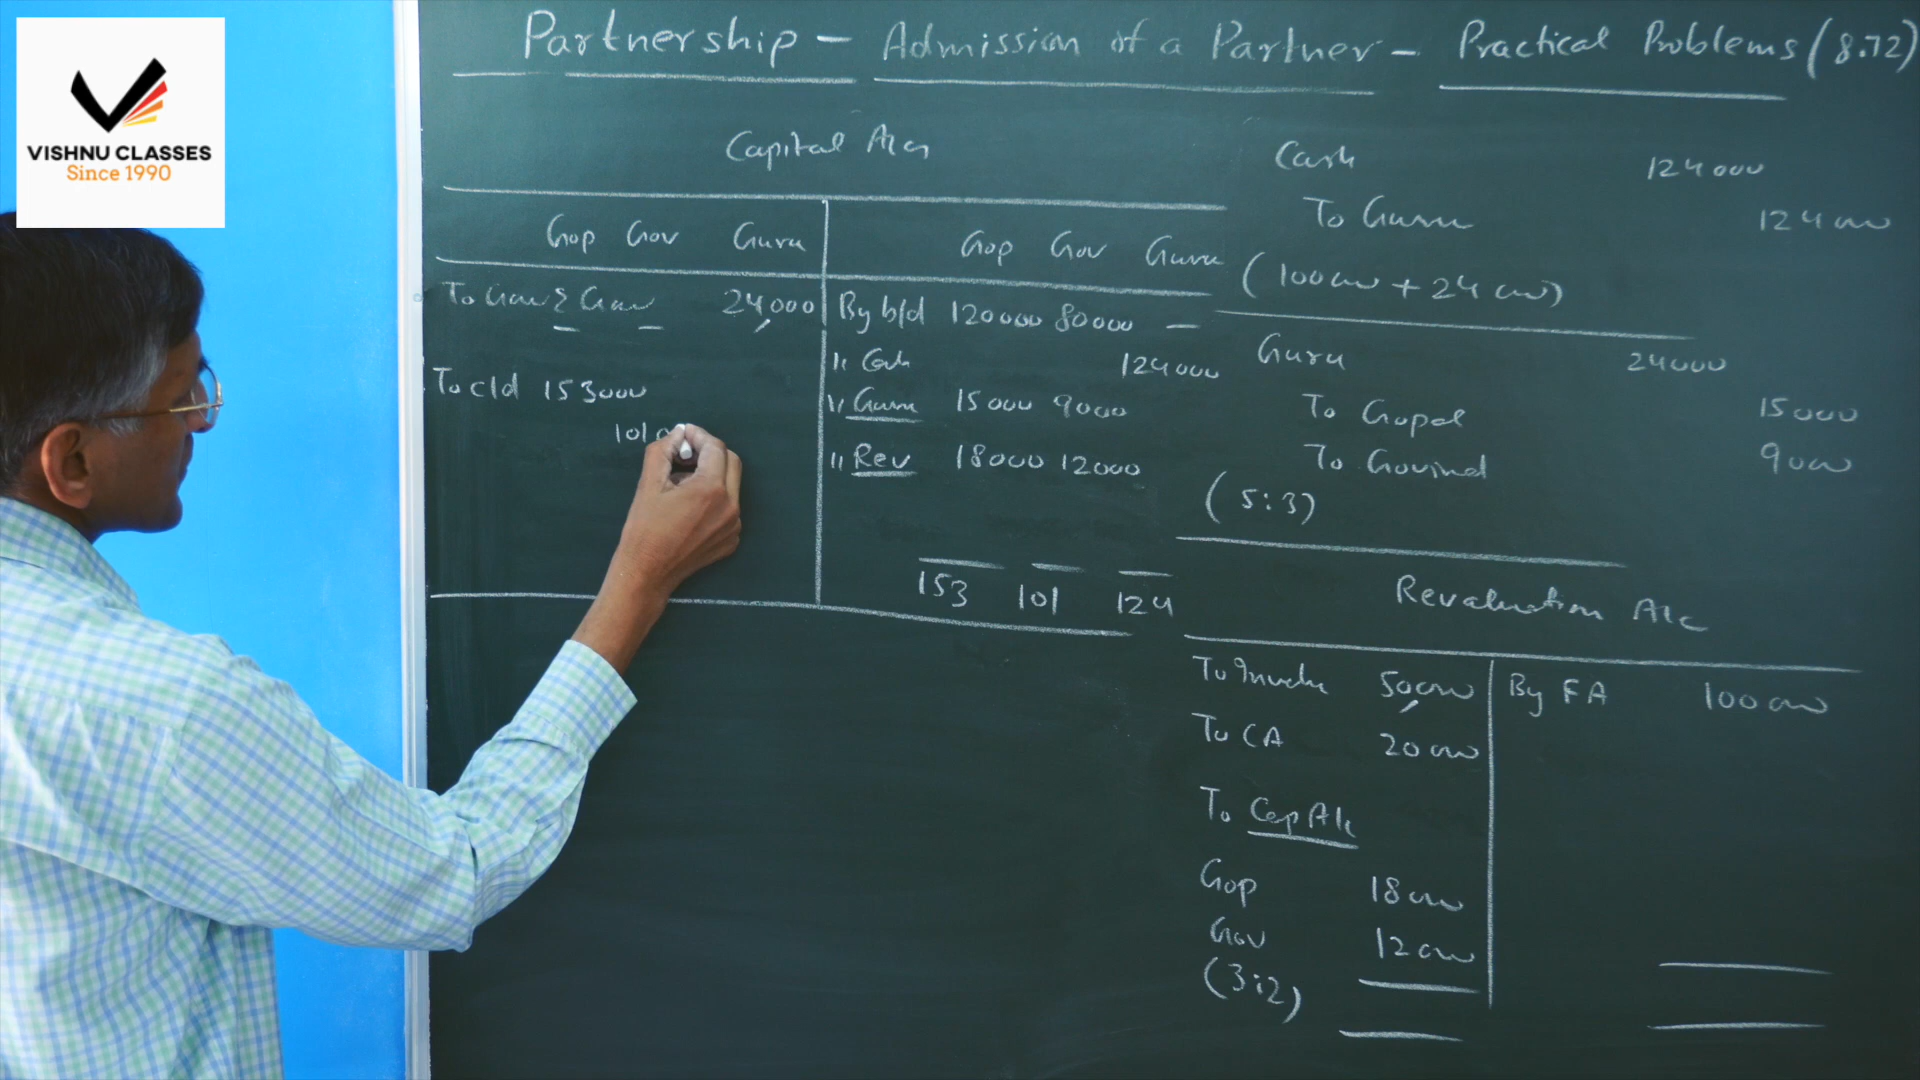 VISHNU CLASSES
Since 1990
Partnership - Admission of a Partner - Practical Problems (8.72)
Capital A/cs
Gop Gov Guru
Gop Gov Guru
To Gov & Gov 24000
By b/d 120000 80000 -
" Cash 124000
To c/d 153000
" Guru 15000 9000
101
" Rev 18000 12000
153 101 124
Cash 124000
To Guru 124000
(100000 + 24000)
Guru 24000
To Gopal 15000
To Govind 9000
(5:3)
Revaluation A/c
To 50000
By FA 100000
To CA 20000
To Cap A/c
Gop 18000
Gov 12000
(3:2)